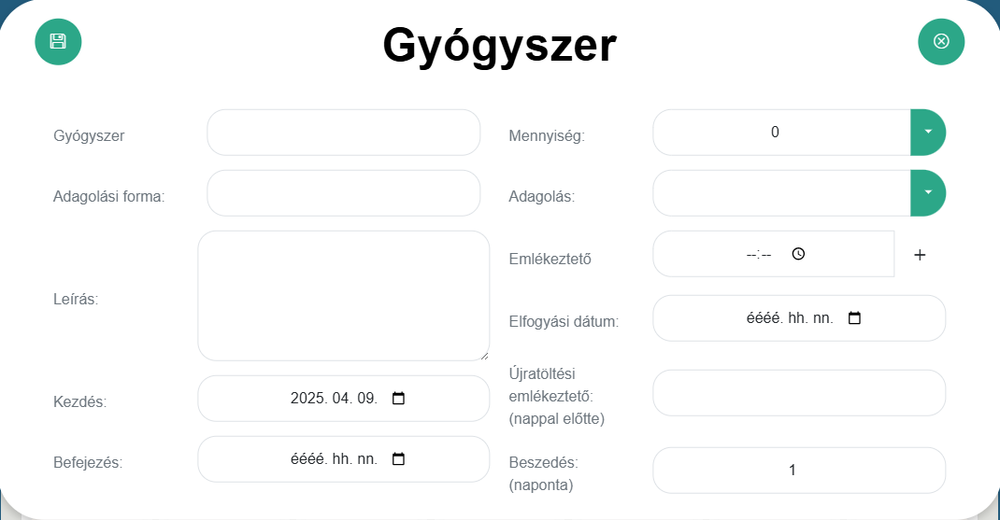 Gyógyszer
Gyógyszer
Adagolási forma:
Leírás:
Kezdés:
2025. 04. 09.
Befejezés:
éééé. hh. nn.
Mennyiség:
0
Adagolás:
Emlékeztető
--:--
+
Elfogyási dátum:
éééé. hh. nn.
Újratöltési
emlékeztető:
(nappal előtte)
Beszedés:
(naponta)
1